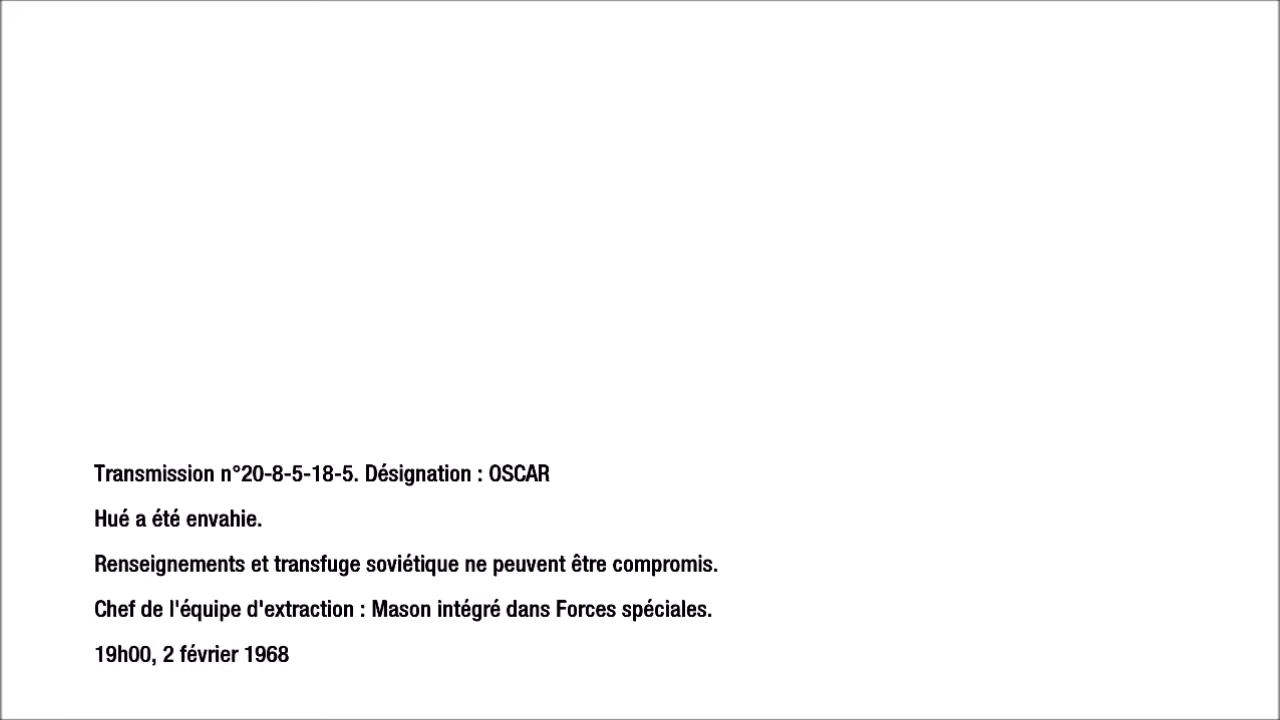 Transmission n°20-8-5-18-5. Désignation : OSCAR
Hué a été envahie.
Renseignements et transfuge soviétique ne peuvent être compromis.
Chef de l'équipe d'extraction : Mason intégré dans Forces spéciales.
19h00, 2 février 1968